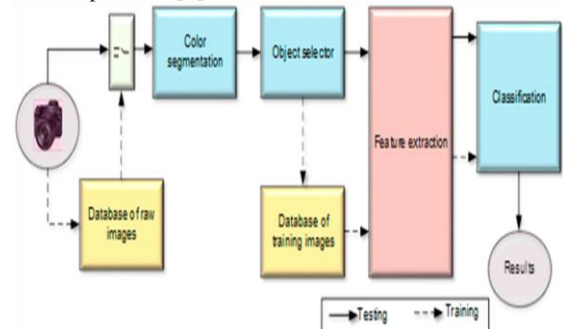 Color
segmentation
Object selector
Feature extraction
Classification
Database of raw
images
Database of
training images
Results
Testing
Training